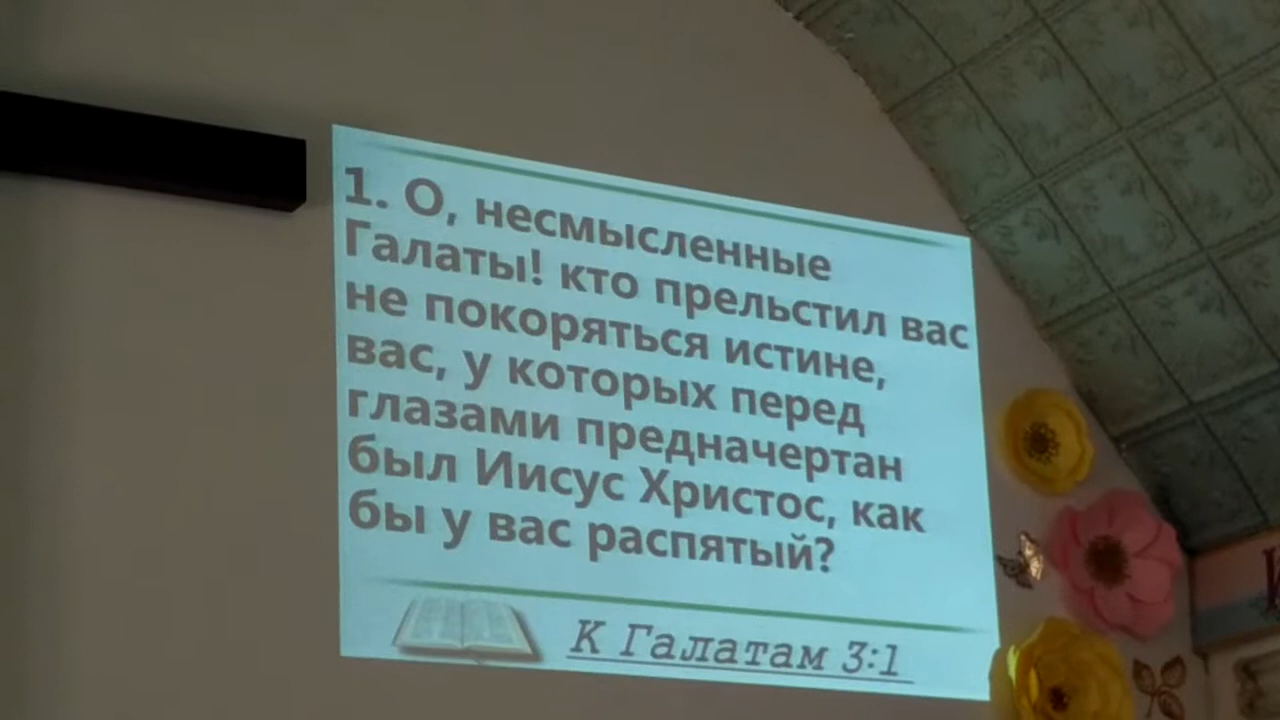 1. О, несмысленные
Галаты! кто прельстил вас
не покоряться истине,
вас, у которых перед
глазами предначертан
был Иисус Христос, как
бы у вас распятый?
К Галатам 3:1